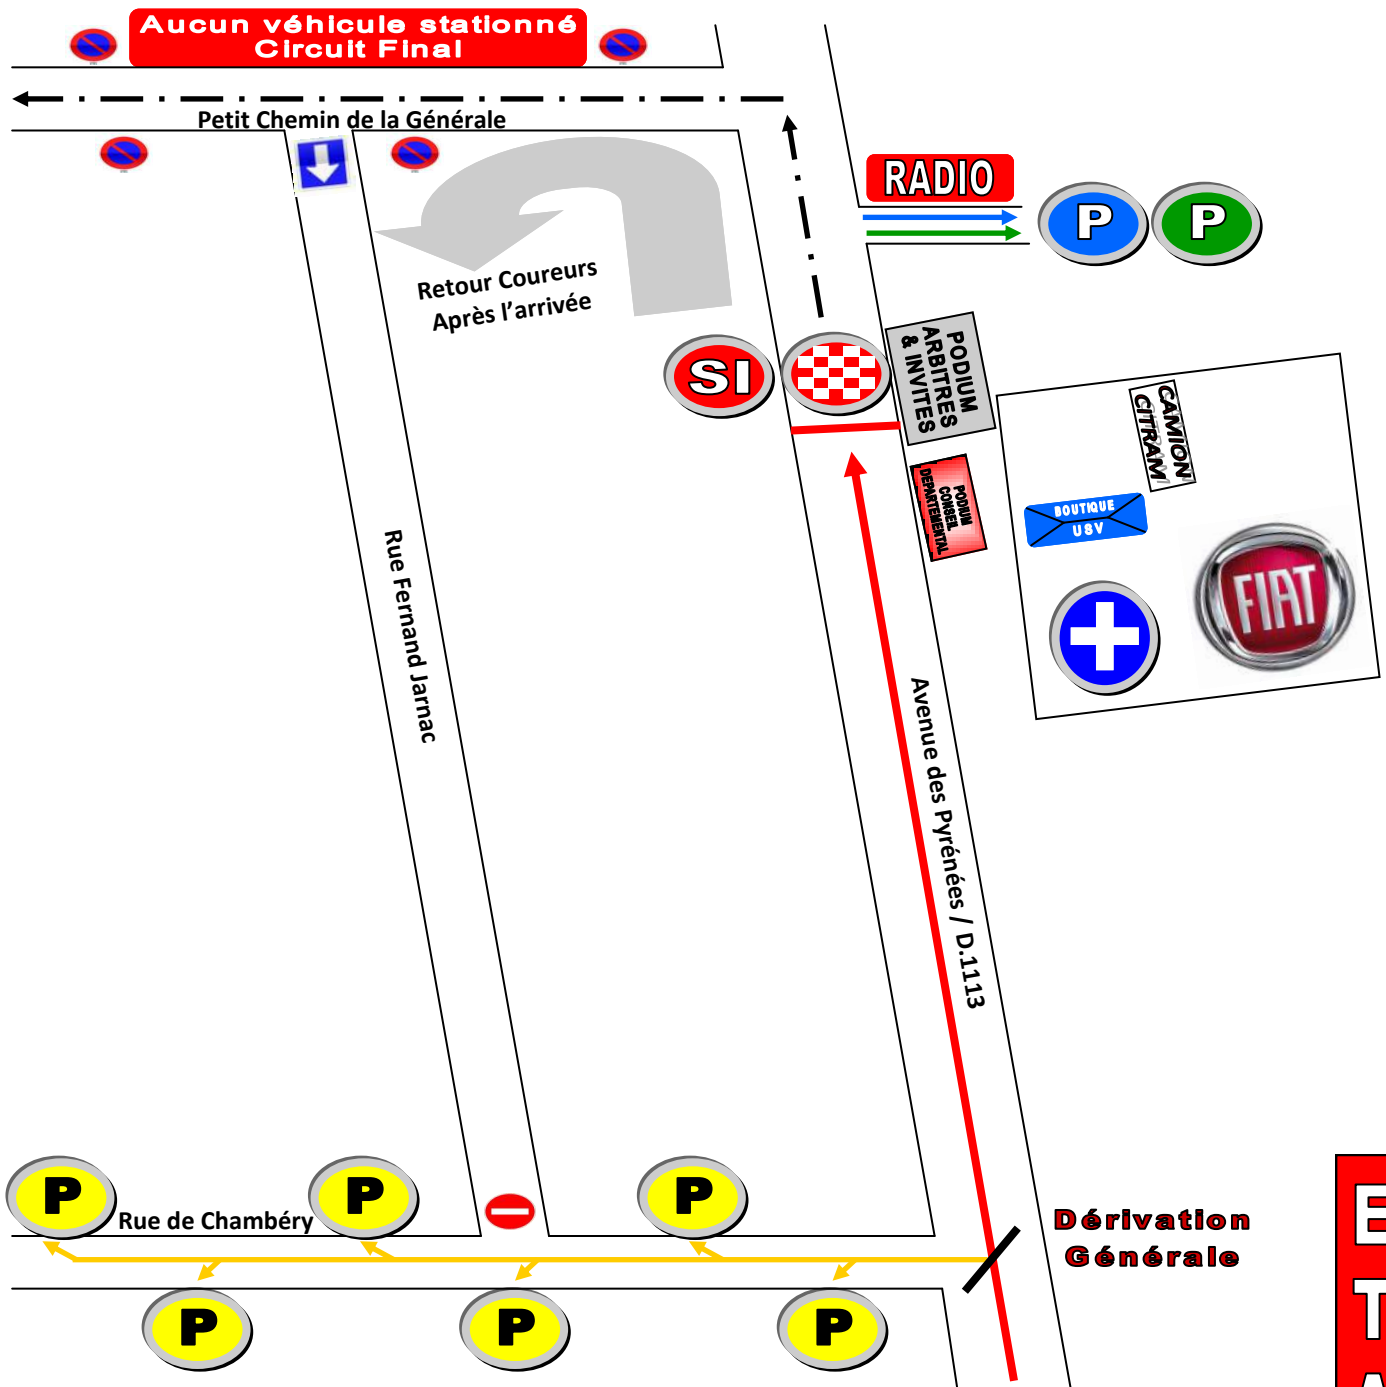 Aucun véhicule stationné
Circuit Final
Petit Chemin de la Générale
RADIO
P
P
Retour Coureurs
Après l'arrivée
SI
PODIUM
ARBITRES
& INVITES
CAMION
CITRAM
PODIUM
CONSEIL
DEPARTEMENTAL
BOUTIQUE
USV
FIAT
Rue Fernand Jarnac
Avenue des Pyrénées / D.1113
P
P
P
Rue de Chambéry
Dérivation
Générale
P
P
P
E
T